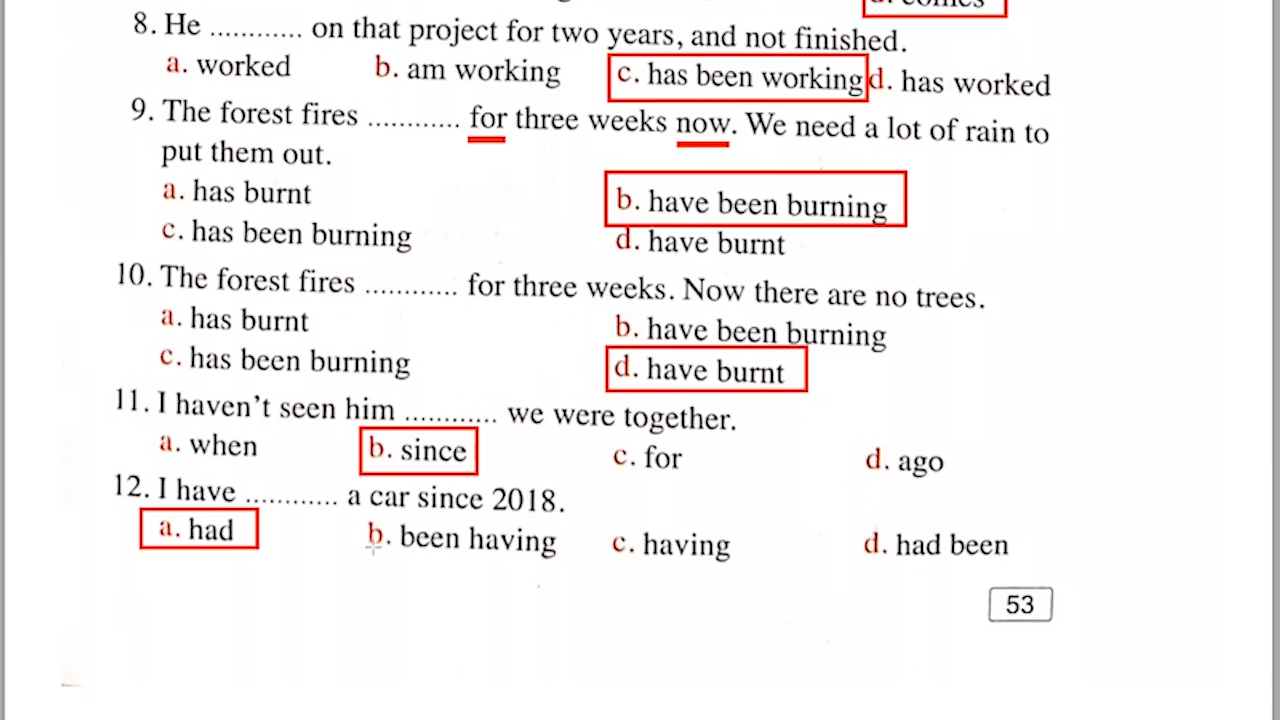 d. comes
8. He ............ on that project for two years, and not finished.
a. worked b. am working c. has been working d. has worked
9. The forest fires ............ for three weeks now. We need a lot of rain to
put them out.
a. has burnt b. have been burning
c. has been burning d. have burnt
10. The forest fires ............ for three weeks. Now there are no trees.
a. has burnt b. have been burning
c. has been burning d. have burnt
11. I haven't seen him ............ we were together.
a. when b. since c. for d. ago
12. I have ............ a car since 2018.
a. had b. been having c. having d. had been
53